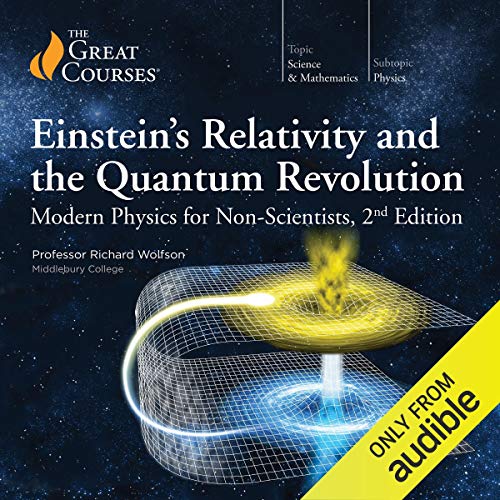 THE
GREAT
COURSES®
Topic
Science
& Mathematics
Subtopic
Physics
Einstein's Relativity and
the Quantum Revolution
Modern Physics for Non-Scientists, 2nd Edition
Professor Richard Wolfson
Middlebury College
ONLY FROM
audible